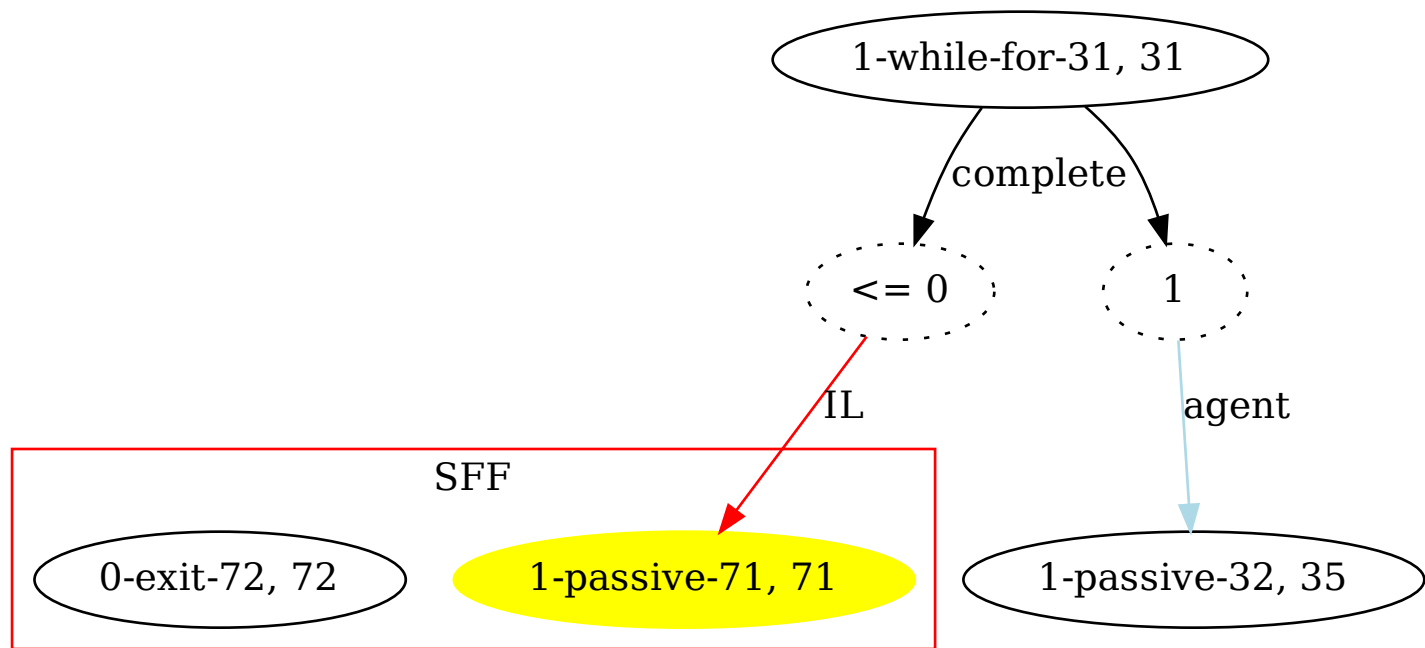 1-while-for-31, 31
complete
<= 0
1
IL
agent
SFF
0-exit-72, 72
1-passive-71, 71
1-passive-32, 35